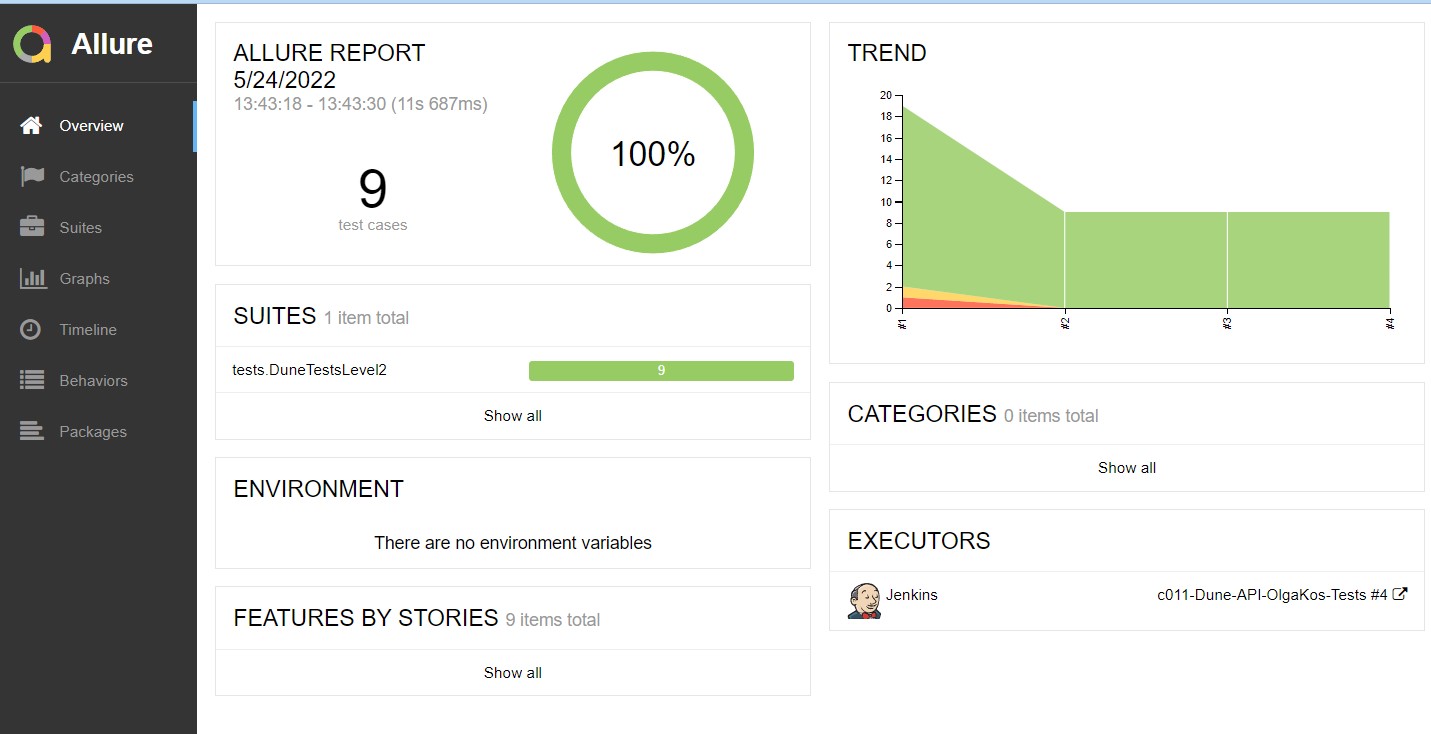 Allure
Overview
Categories
Suites
Graphs
Timeline
Behaviors
Packages
ALLURE REPORT
5/24/2022
13:43:18 - 13:43:30 (11s 687ms)
9
test cases
100%
SUITES 1 item total
tests.DuneTestsLevel2 9
Show all
ENVIRONMENT
There are no environment variables
FEATURES BY STORIES 9 items total
Show all
TREND
20
18
16
14
12
10
8
6
4
2
0
#1 #2 #3 #4
CATEGORIES 0 items total
Show all
EXECUTORS
Jenkins c011-Dune-API-OlgaKos-Tests #4